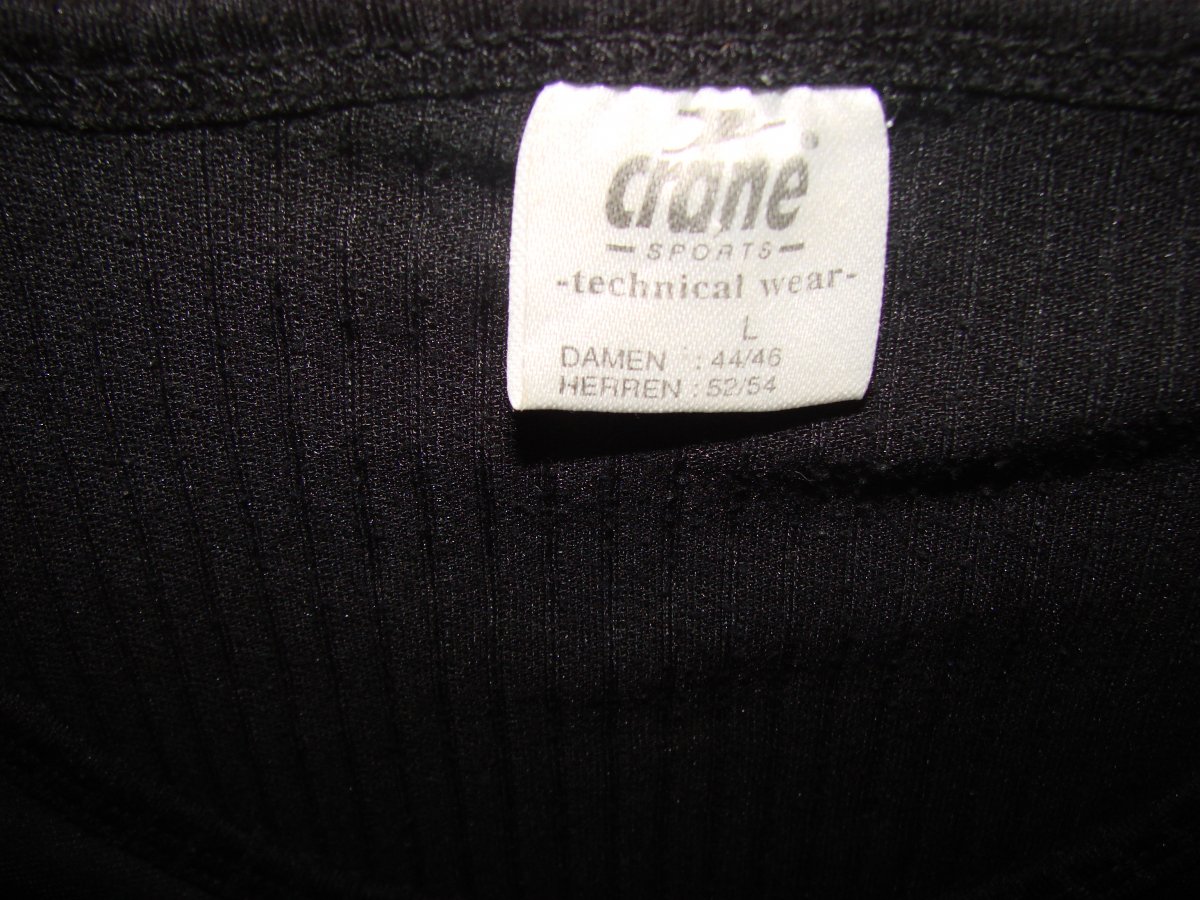 crane®
- SPORTS -
-technical wear-
L
DAMEN : 44/46
HERREN : 52/54